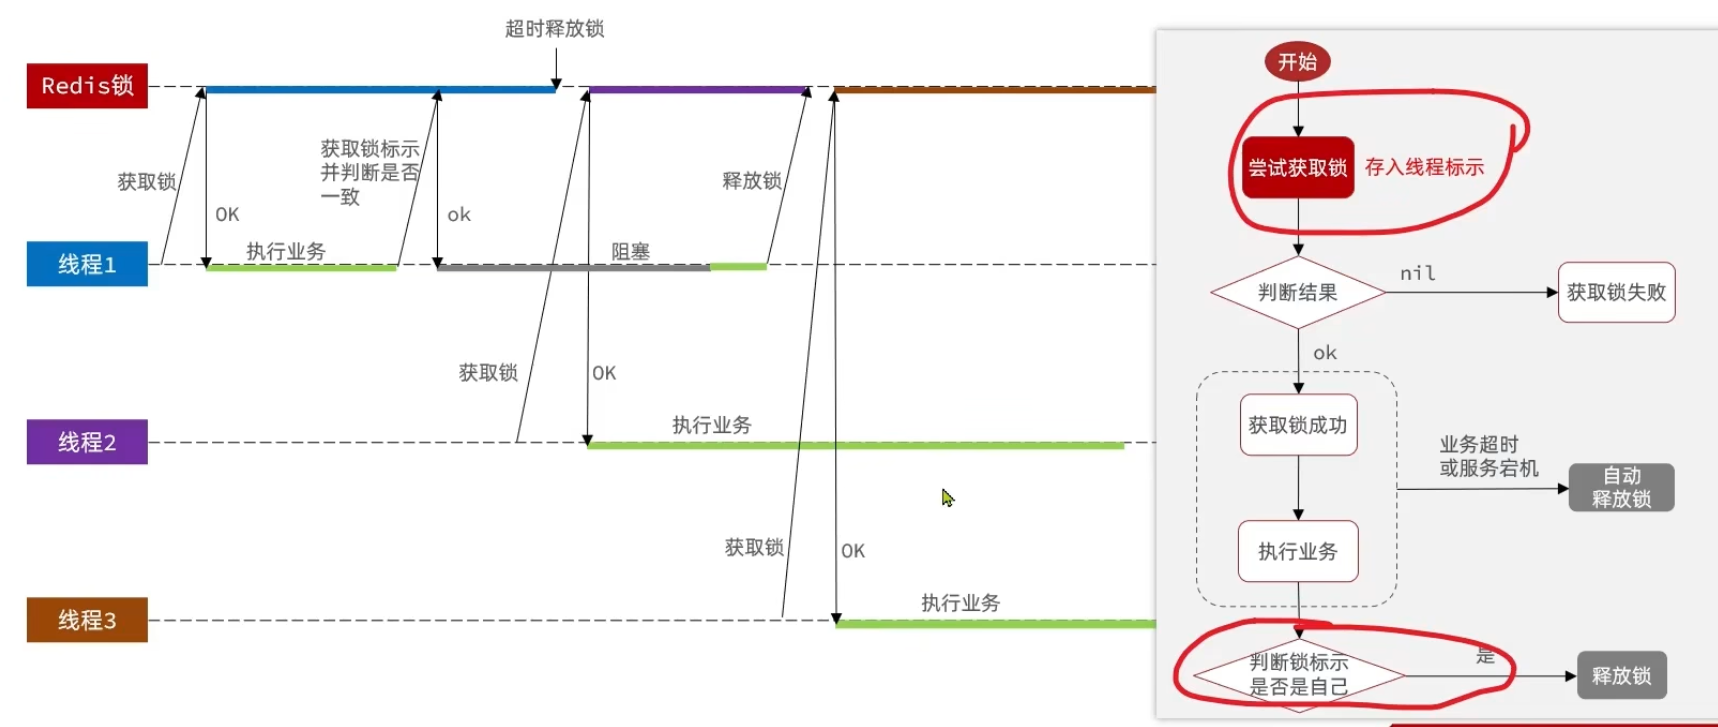 超时释放锁
Redis锁
获取锁
OK
获取锁标示
并判断是否
一致
ok
释放锁
线程1
执行业务
阻塞
获取锁
OK
线程2
执行业务
获取锁
OK
线程3
执行业务
开始
尝试获取锁
存入线程标示
判断结果
nil
获取锁失败
ok
获取锁成功
业务超时
或服务宕机
自动
释放锁
执行业务
判断锁标示
是否是自己
是
释放锁